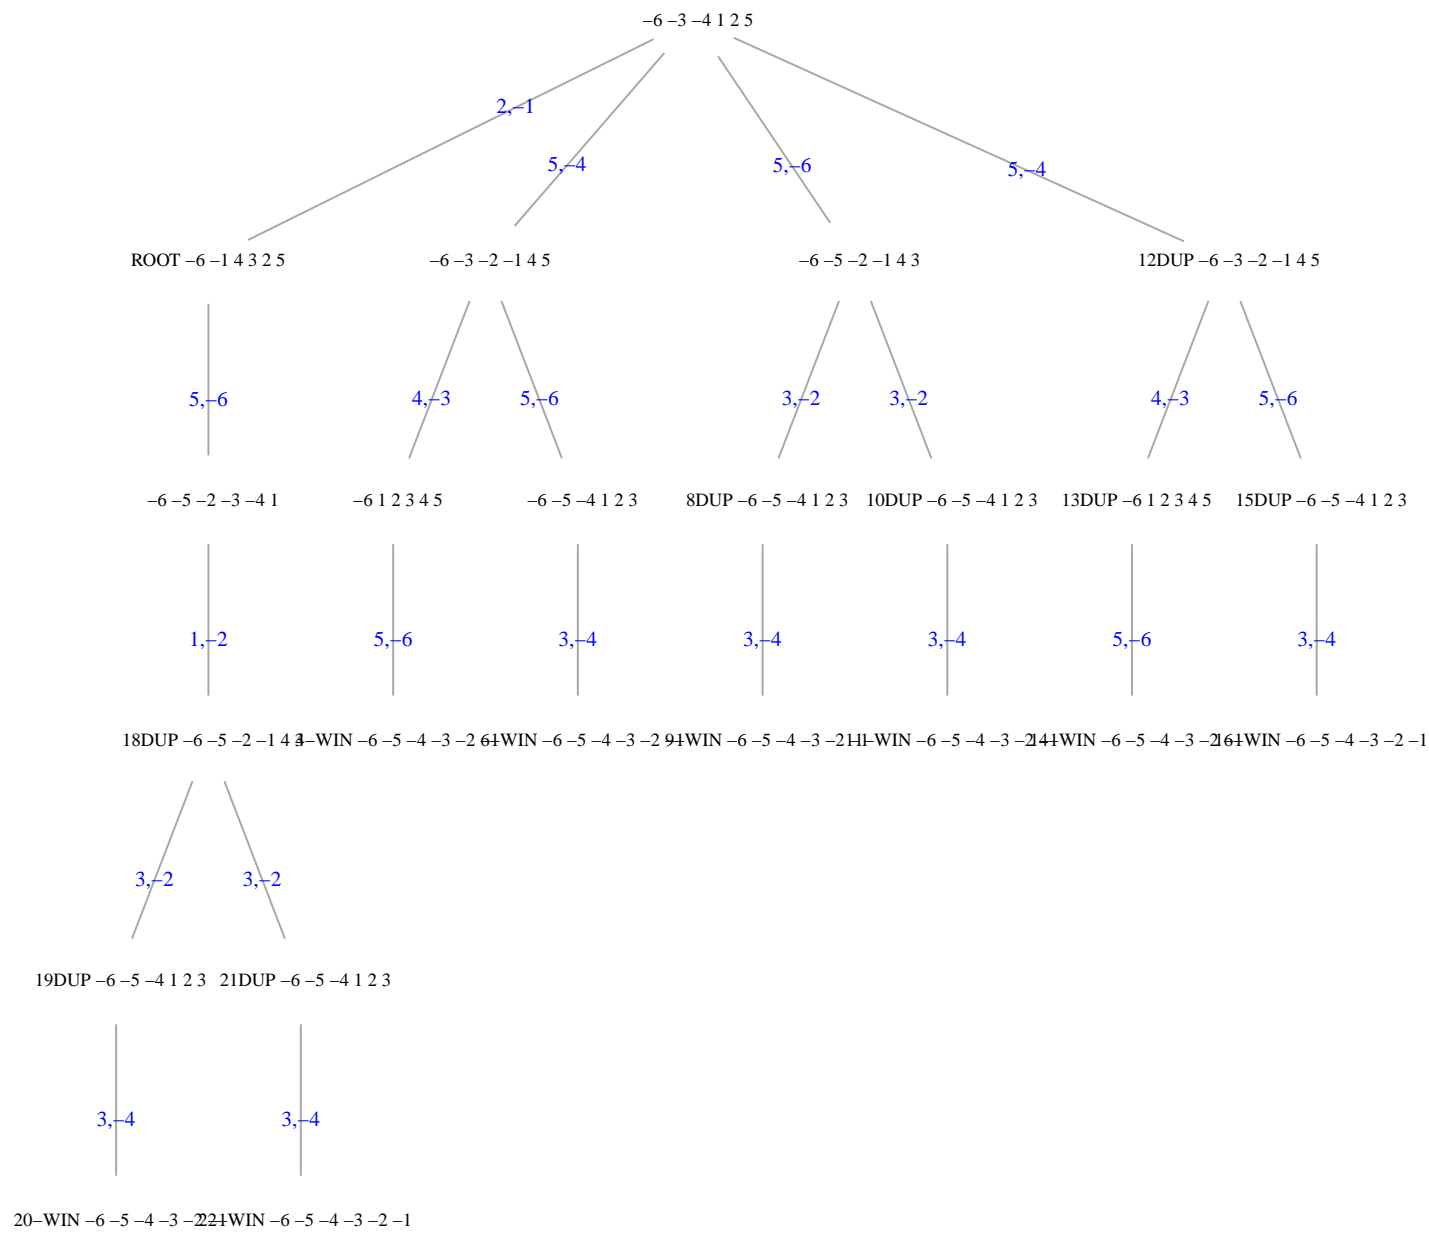 −6 −3 −4 1 2 5
2,−1
5,−4
5,−6
5,−4
ROOT −6 −1 4 3 2 5
−6 −3 −2 −1 4 5
−6 −5 −2 −1 4 3
12DUP −6 −3 −2 −1 4 5
5,−6
4,−3
5,−6
3,−2
3,−2
4,−3
5,−6
−6 −5 −2 −3 −4 1
−6 1 2 3 4 5
−6 −5 −4 1 2 3
8DUP −6 −5 −4 1 2 3
10DUP −6 −5 −4 1 2 3
13DUP −6 1 2 3 4 5
15DUP −6 −5 −4 1 2 3
1,−2
5,−6
3,−4
3,−4
3,−4
5,−6
3,−4
18DUP −6 −5 −2 −1 4
−WIN −6 −5 −4 −3 −2
WIN −6 −5 −4 −3 −2
WIN −6 −5 −4 −3 −2
WIN −6 −5 −4 −3
WIN −6 −5 −4 −3
WIN −6 −5 −4 −3 −2 −1
3,−2
3,−2
19DUP −6 −5 −4 1 2 3
21DUP −6 −5 −4 1 2 3
3,−4
3,−4
20−WIN −6 −5 −4 −3
WIN −6 −5 −4 −3 −2 −1